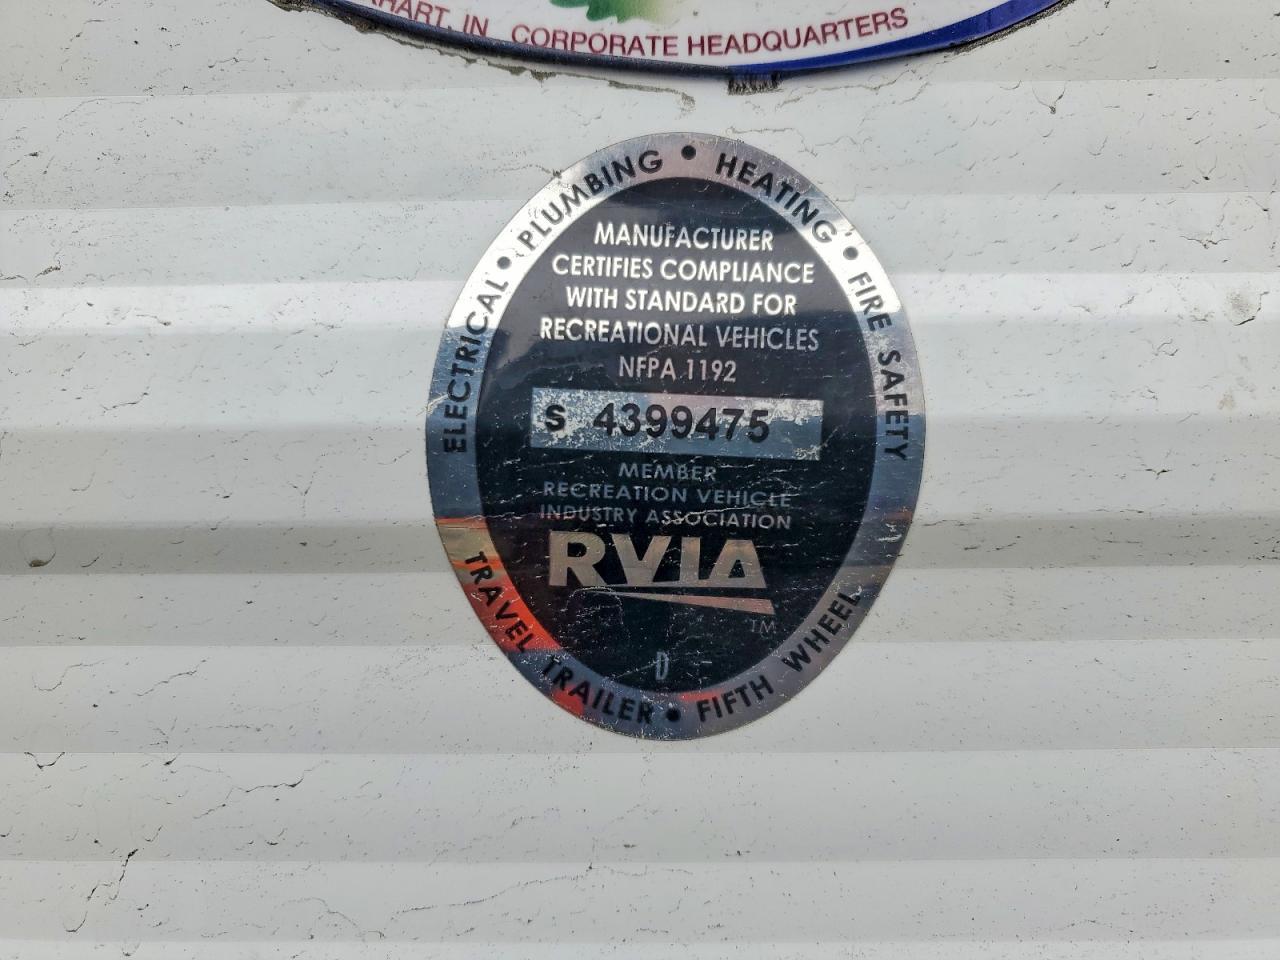 HART, IN CORPORATE HEADQUARTERS
ELECTRICAL • PLUMBING • HEATING • FIRE SAFETY
MANUFACTURER
CERTIFIES COMPLIANCE
WITH STANDARD FOR
RECREATIONAL VEHICLES
NFPA 1192
S 4399475
MEMBER
RECREATION VEHICLE
INDUSTRY ASSOCIATION
RVIA
TM
D
TRAVEL TRAILER • FIFTH WHEEL